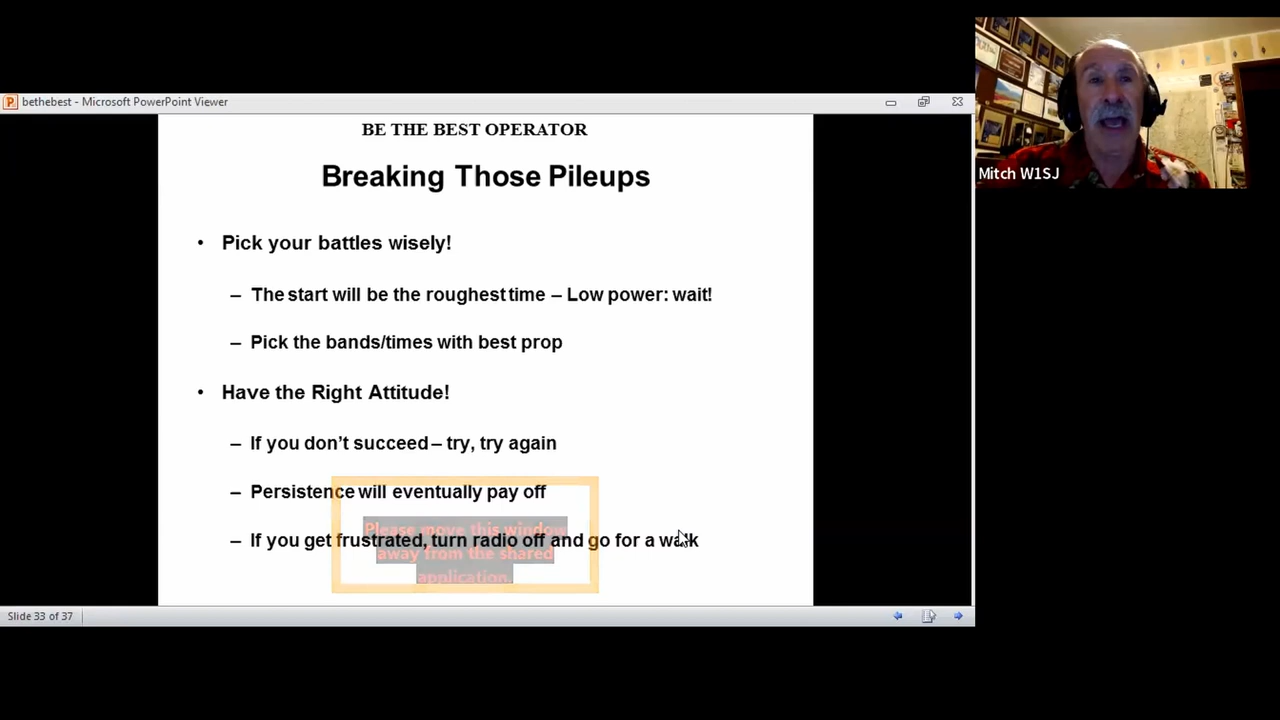 bethebest - Microsoft PowerPoint Viewer
BE THE BEST OPERATOR
Breaking Those Pileups
• Pick your battles wisely!
– The start will be the roughest time – Low power: wait!
– Pick the bands/times with best prop
• Have the Right Attitude!
– If you don't succeed – try, try again
– Persistence will eventually pay off
– If you get frustrated, turn radio off and go for a walk
Please move this window
away from the shared
application.
Slide 33 of 37
Mitch W1SJ